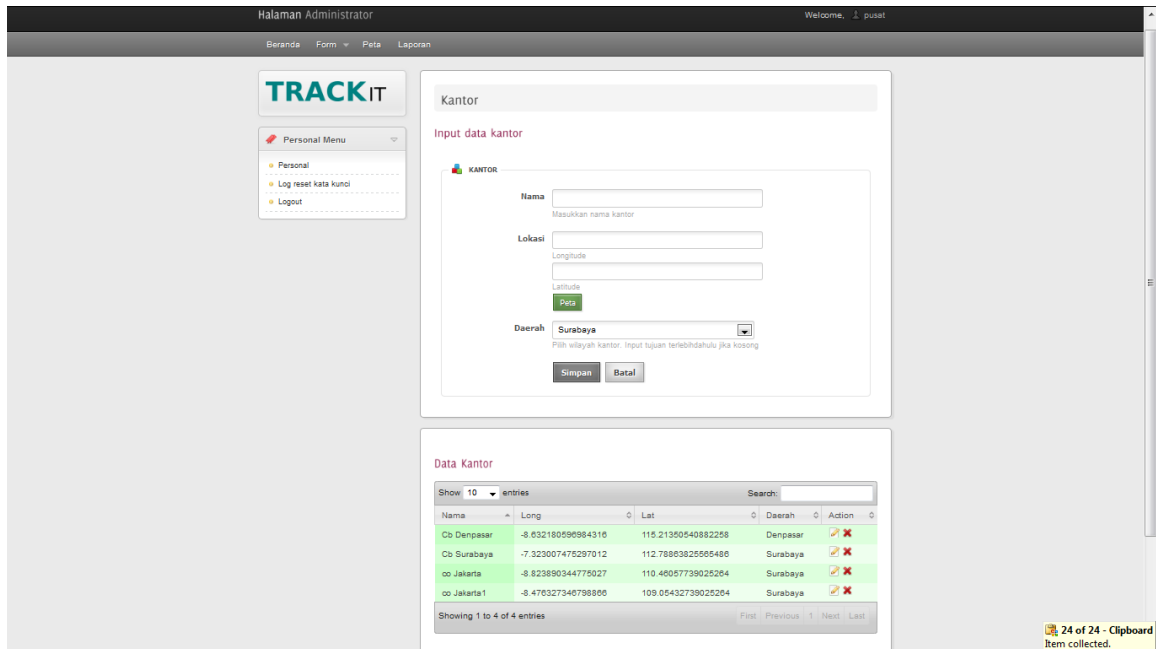 Halaman Administrator
Welcome, pusat
Beranda Form Peta Laporan
TRACKIT
Personal Menu
Personal
Log reset kata kunci
Logout
Kantor
Input data kantor
KANTOR
Nama
Masukkan nama kantor
Lokasi
Longitude
Latitude
Peta
Daerah Surabaya
Pilih wilayah kantor. Input tujuan terlebihdahulu jika kosong
Simpan Batal
Data Kantor
Show 10 entries Search:
Nama Long Lat Daerah Action
Cb Denpasar -8.632180596984316 115.21350540882258 Denpasar
Cb Surabaya -7.323007475297012 112.78863825565486 Surabaya
co Jakarta -8.823890344775027 110.46057739025264 Surabaya
co Jakarta1 -8.476327346798866 109.05432739025264 Surabaya
Showing 1 to 4 of 4 entries First Previous 1 Next Last
24 of 24 - Clipboard
Item collected.